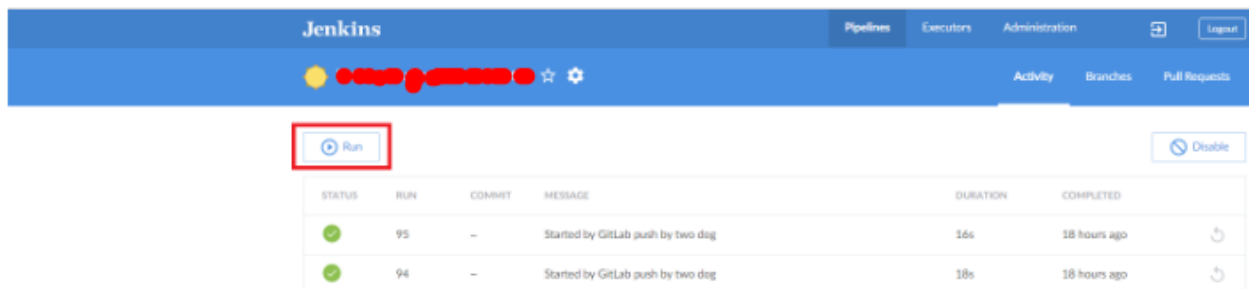 Jenkins Pipelines Executors Administration Logout
Activity Branches Pull Requests
Run Disable
STATUS RUN COMMIT MESSAGE DURATION COMPLETED
95 – Started by GitLab push by two dog 16s 18 hours ago
94 – Started by GitLab push by two dog 18s 18 hours ago